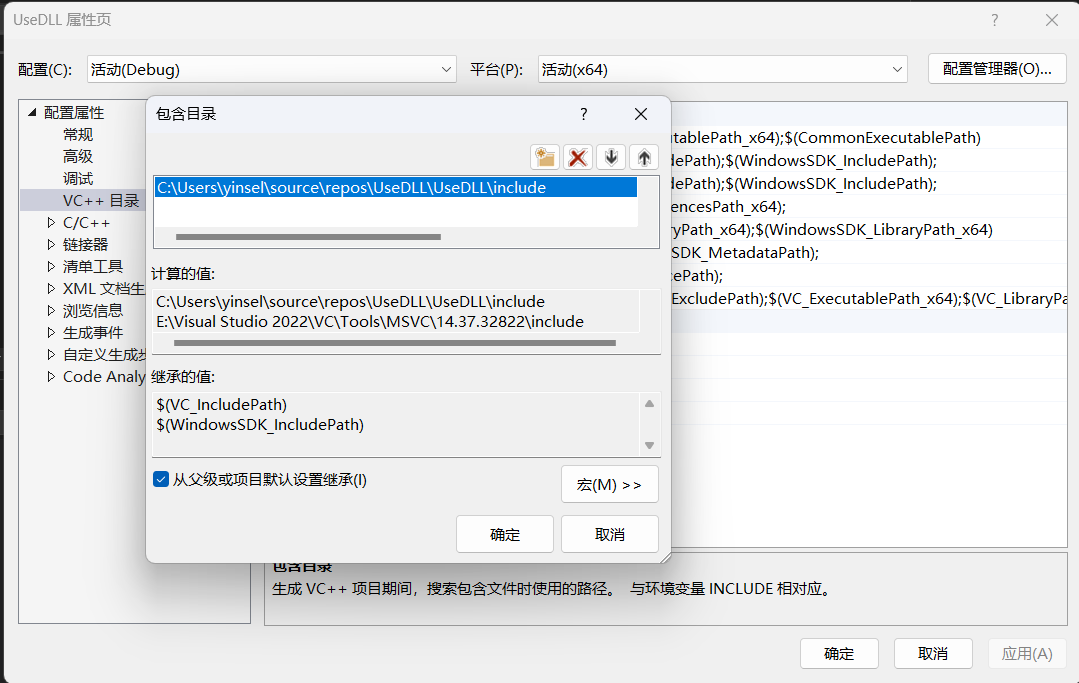 UseDLL 属性页
配置(C): 活动(Debug) 平台(P): 活动(x64) 配置管理器(O)...
配置属性
常规
高级
调试
VC++ 目录
C/C++
链接器
清单工具
XML 文档生
浏览信息
生成事件
自定义生成步
Code Analy
包含目录
?
C:\Users\yinsel\source\repos\UseDLL\UseDLL\include
计算的值:
C:\Users\yinsel\source\repos\UseDLL\UseDLL\include
E:\Visual Studio 2022\VC\Tools\MSVC\14.37.32822\include
继承的值:
$(VC_IncludePath)
$(WindowsSDK_IncludePath)
从父级或项目默认设置继承(I)
宏(M) >>
确定 取消
utablePath_x64);$(CommonExecutablePath)
dePath);$(WindowsSDK_IncludePath);
dePath);$(WindowsSDK_IncludePath);
encesPath_x64);
ryPath_x64);$(WindowsSDK_LibraryPath_x64)
SDK_MetadataPath);
cePath);
ExcludePath);$(VC_ExecutablePath_x64);$(VC_LibraryPa
包含目录
生成 VC++ 项目期间，搜索包含文件时使用的路径。 与环境变量 INCLUDE 相对应。
确定 取消 应用(A)